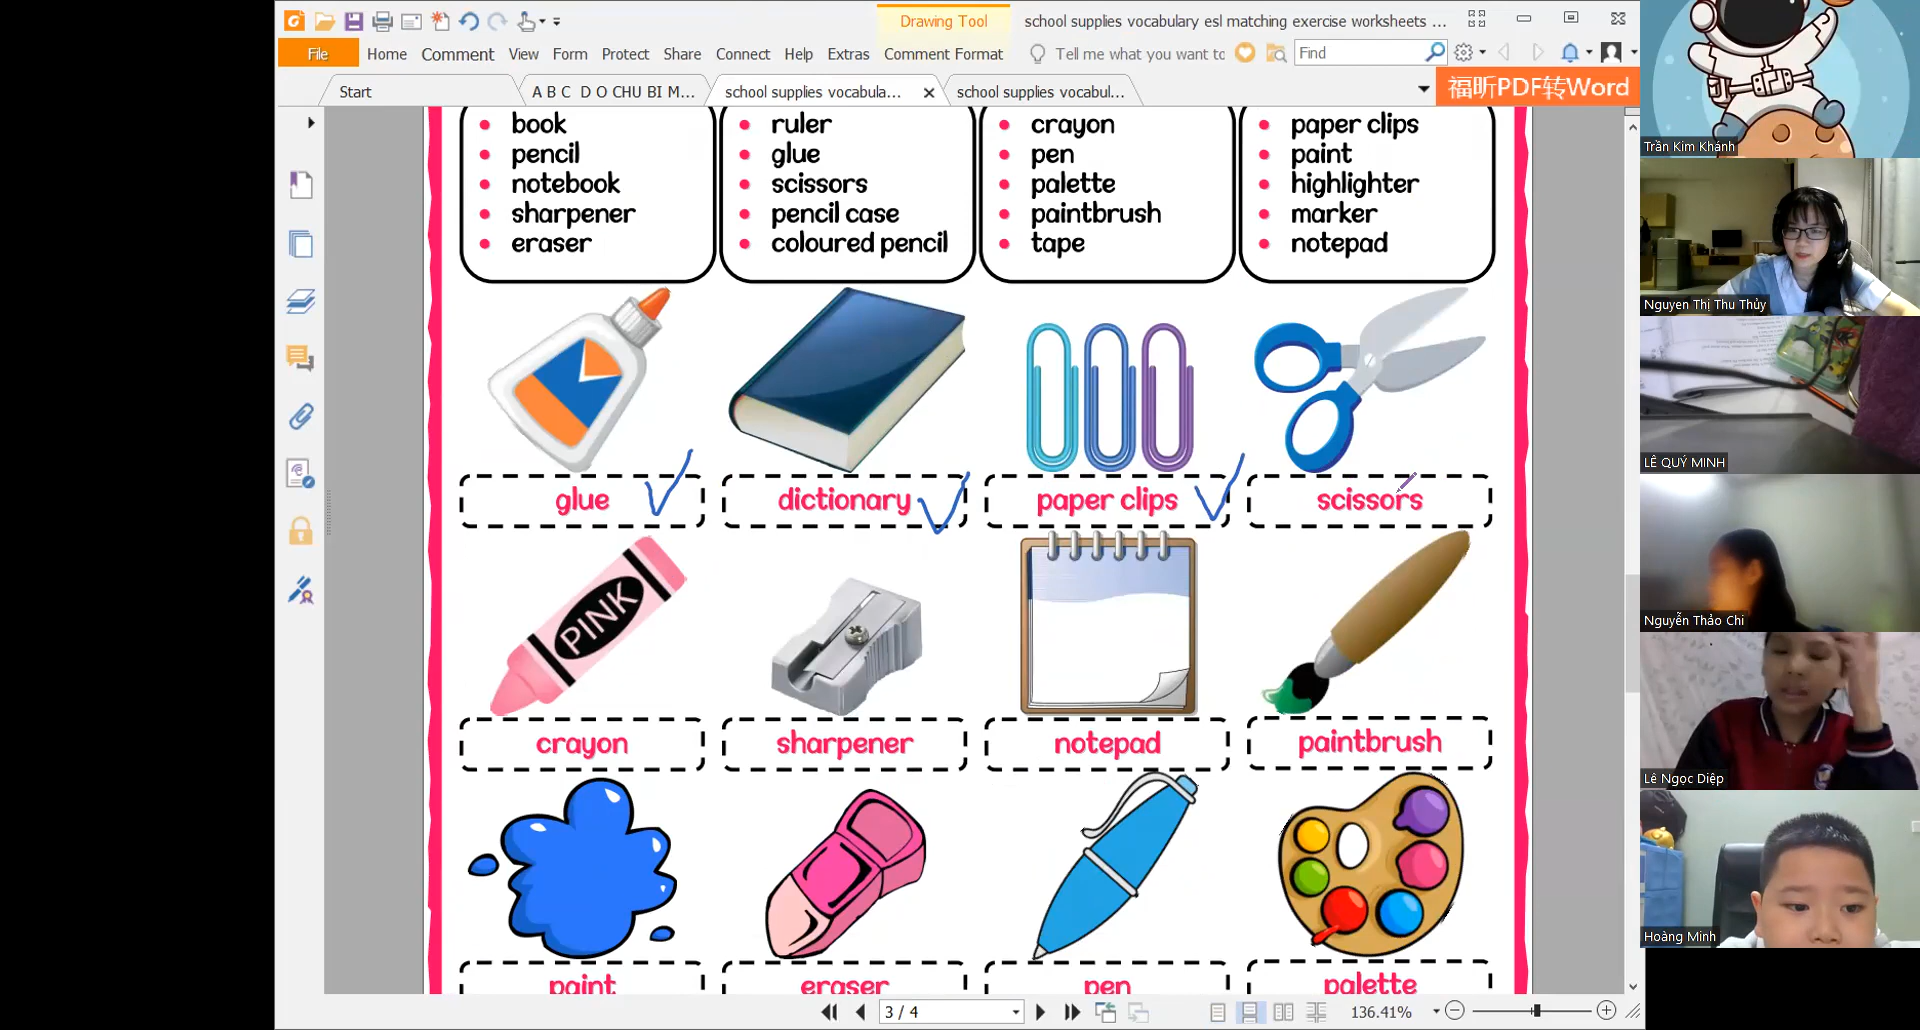 Drawing Tool
school supplies vocabulary esl matching exercise worksheets ...
File Home Comment View Form Protect Share Connect Help Extras Comment Format Tell me what you want to Find
Start
A B C D O CHU BI M...
school supplies vocabula...
school supplies vocabul...
福昕PDF转Word
book
pencil
notebook
sharpener
eraser
ruler
glue
scissors
pencil case
coloured pencil
crayon
pen
palette
paintbrush
tape
paper clips
paint
highlighter
marker
notepad
glue
dictionary
paper clips
scissors
PINK
crayon
sharpener
notepad
paintbrush
paint
eraser
pen
palette
3 / 4
136.41%
Trần Kim Khánh
Nguyen Thị Thu Thủy
LÊ QUÝ MINH
Nguyễn Thảo Chi
Lê Ngọc Diệp
Hoàng Minh